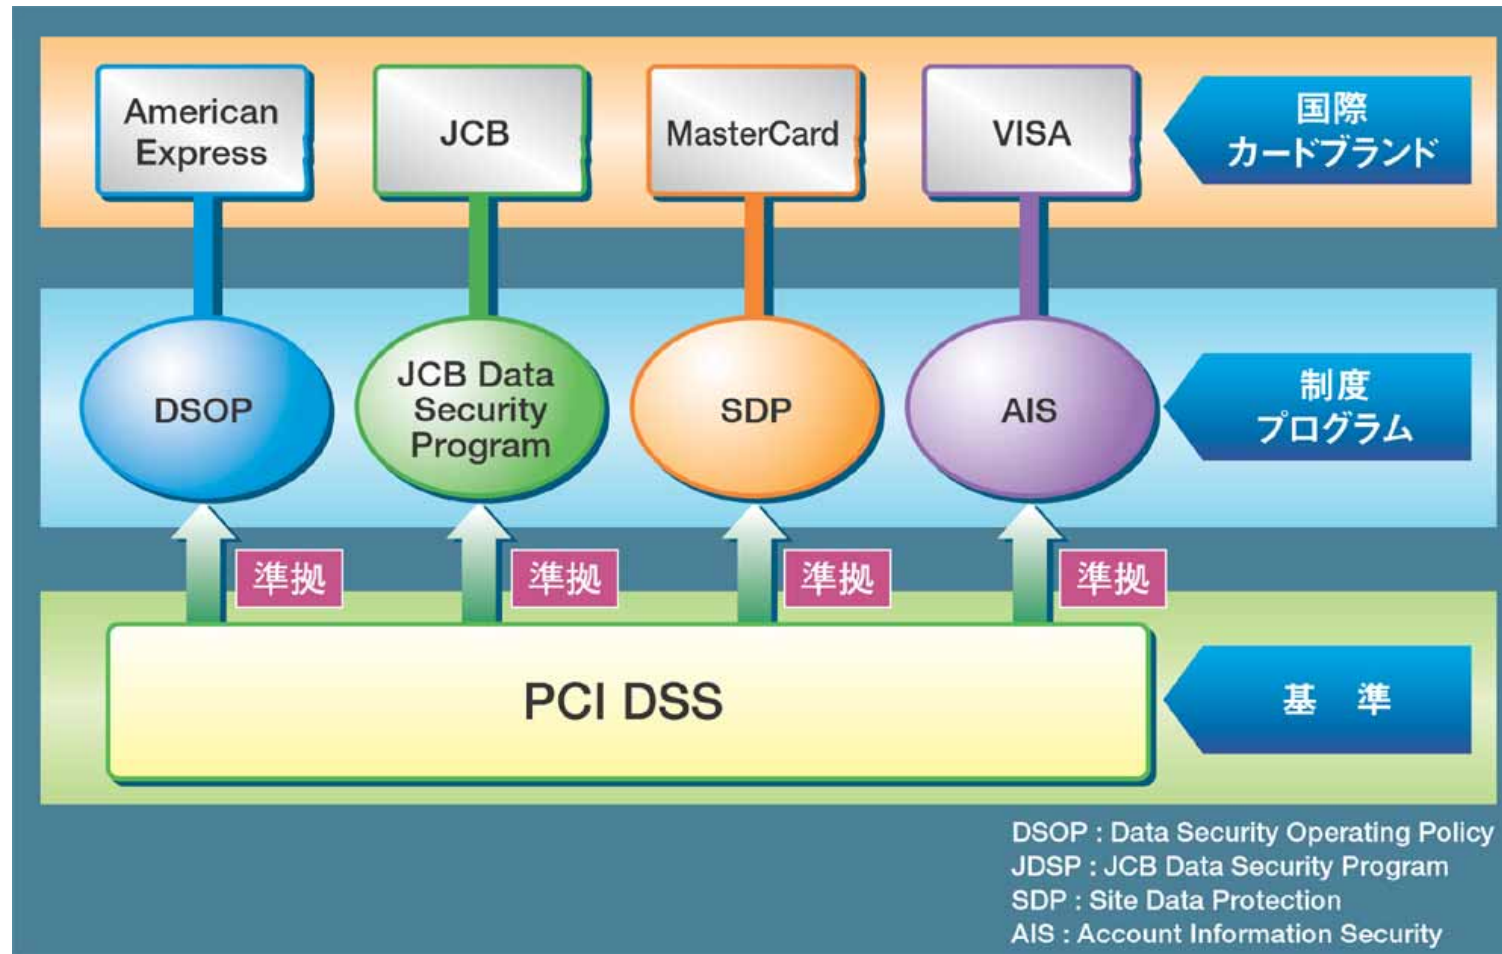 American
Express
JCB
MasterCard
VISA
国際
カードブランド
DSOP
JCB Data
Security
Program
SDP
AIS
制度
プログラム
準拠
準拠
準拠
準拠
PCI DSS
基 準
DSOP : Data Security Operating Policy
JDSP : JCB Data Security Program
SDP : Site Data Protection
AIS : Account Information Security